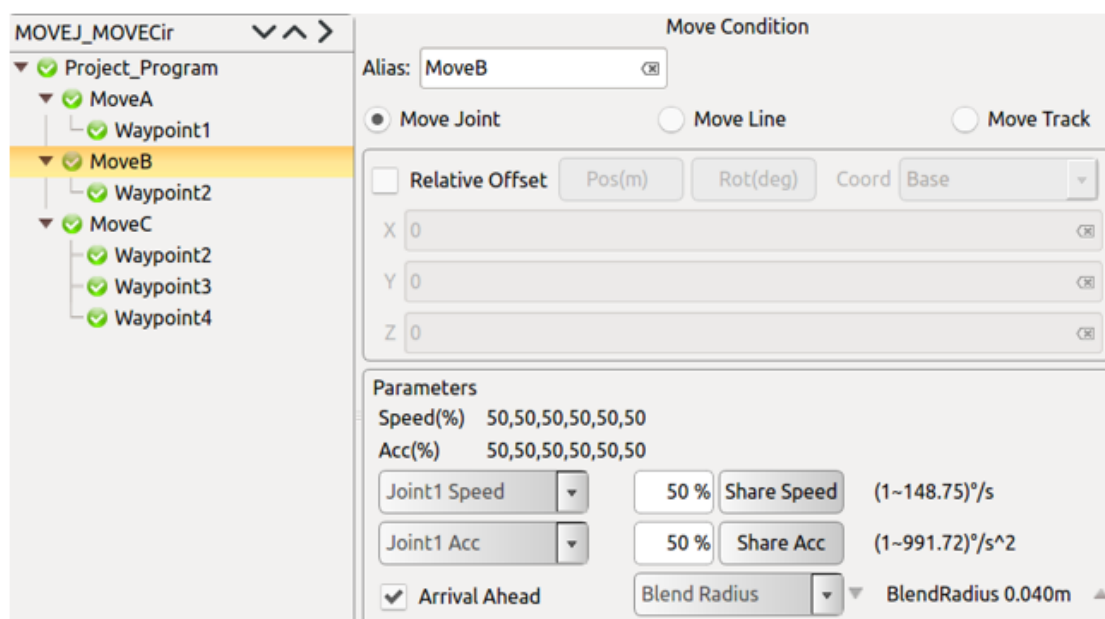 MOVEJ_MOVECir
Project_Program
MoveA
Waypoint1
MoveB
Waypoint2
MoveC
Waypoint2
Waypoint3
Waypoint4
Move Condition
Alias: MoveB
Move Joint Move Line Move Track
Relative Offset Pos(m) Rot(deg) Coord Base
X 0
Y 0
Z 0
Parameters
Speed(%) 50,50,50,50,50,50
Acc(%) 50,50,50,50,50,50
Joint1 Speed 50 % Share Speed (1~148.75)°/s
Joint1 Acc 50 % Share Acc (1~991.72)°/s^2
Arrival Ahead Blend Radius BlendRadius 0.040m